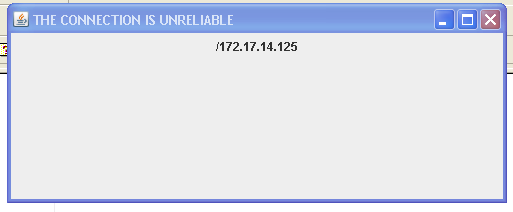 THE CONNECTION IS UNRELIABLE
/172.17.14.125